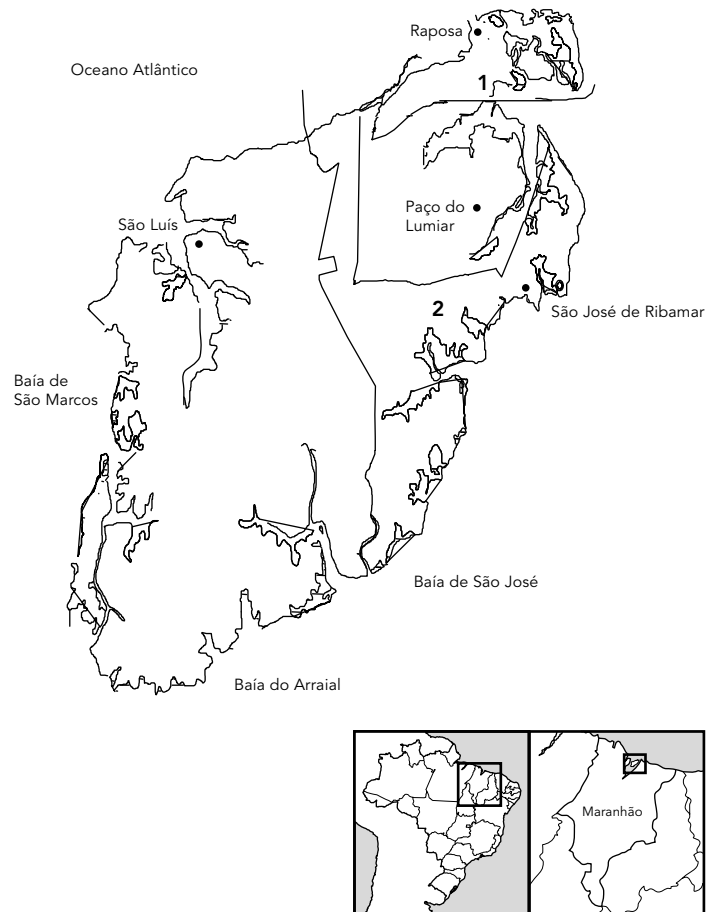 Raposa
Oceano Atlântico
1
Paço do
Lumiar
São Luís
2
São José de Ribamar
Baía de
São Marcos
Baía de São José
Baía do Arraial
Maranhão